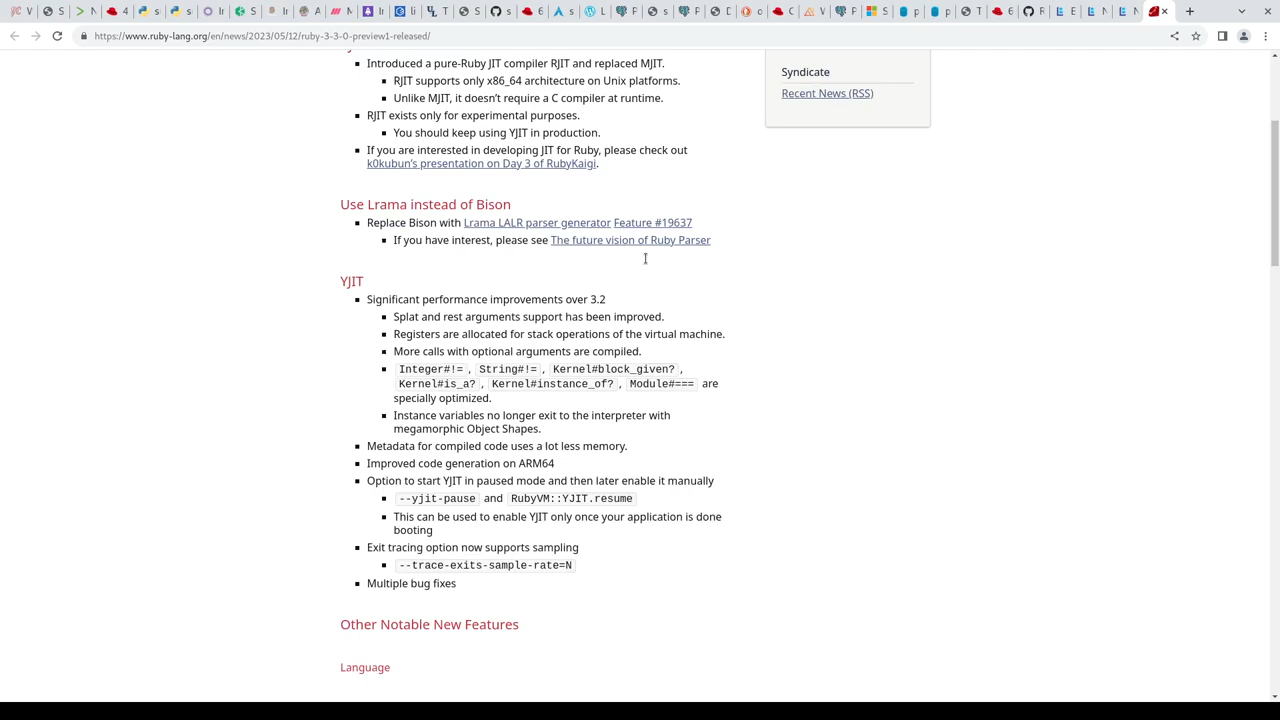 https://www.ruby-lang.org/en/news/2023/05/12/ruby-3-3-0-preview1-released/
Introduced a pure-Ruby JIT compiler RJIT and replaced MJIT.
RJIT supports only x86_64 architecture on Unix platforms.
Unlike MJIT, it doesn’t require a C compiler at runtime.
RJIT exists only for experimental purposes.
You should keep using YJIT in production.
If you are interested in developing JIT for Ruby, please check out
k0kubun’s presentation on Day 3 of RubyKaigi.
Syndicate
Recent News (RSS)
Use Lrama instead of Bison
Replace Bison with Lrama LALR parser generator Feature #19637
If you have interest, please see The future vision of Ruby Parser
YJIT
Significant performance improvements over 3.2
Splat and rest arguments support has been improved.
Registers are allocated for stack operations of the virtual machine.
More calls with optional arguments are compiled.
Integer#!=, String#!=, Kernel#block_given?,
Kernel#is_a?, Kernel#instance_of?, Module#=== are
specially optimized.
Instance variables no longer exit to the interpreter with
megamorphic Object Shapes.
Metadata for compiled code uses a lot less memory.
Improved code generation on ARM64
Option to start YJIT in paused mode and then later enable it manually
--yjit-pause and RubyVM::YJIT.resume
This can be used to enable YJIT only once your application is done
booting
Exit tracing option now supports sampling
--trace-exits-sample-rate=N
Multiple bug fixes
Other Notable New Features
Language